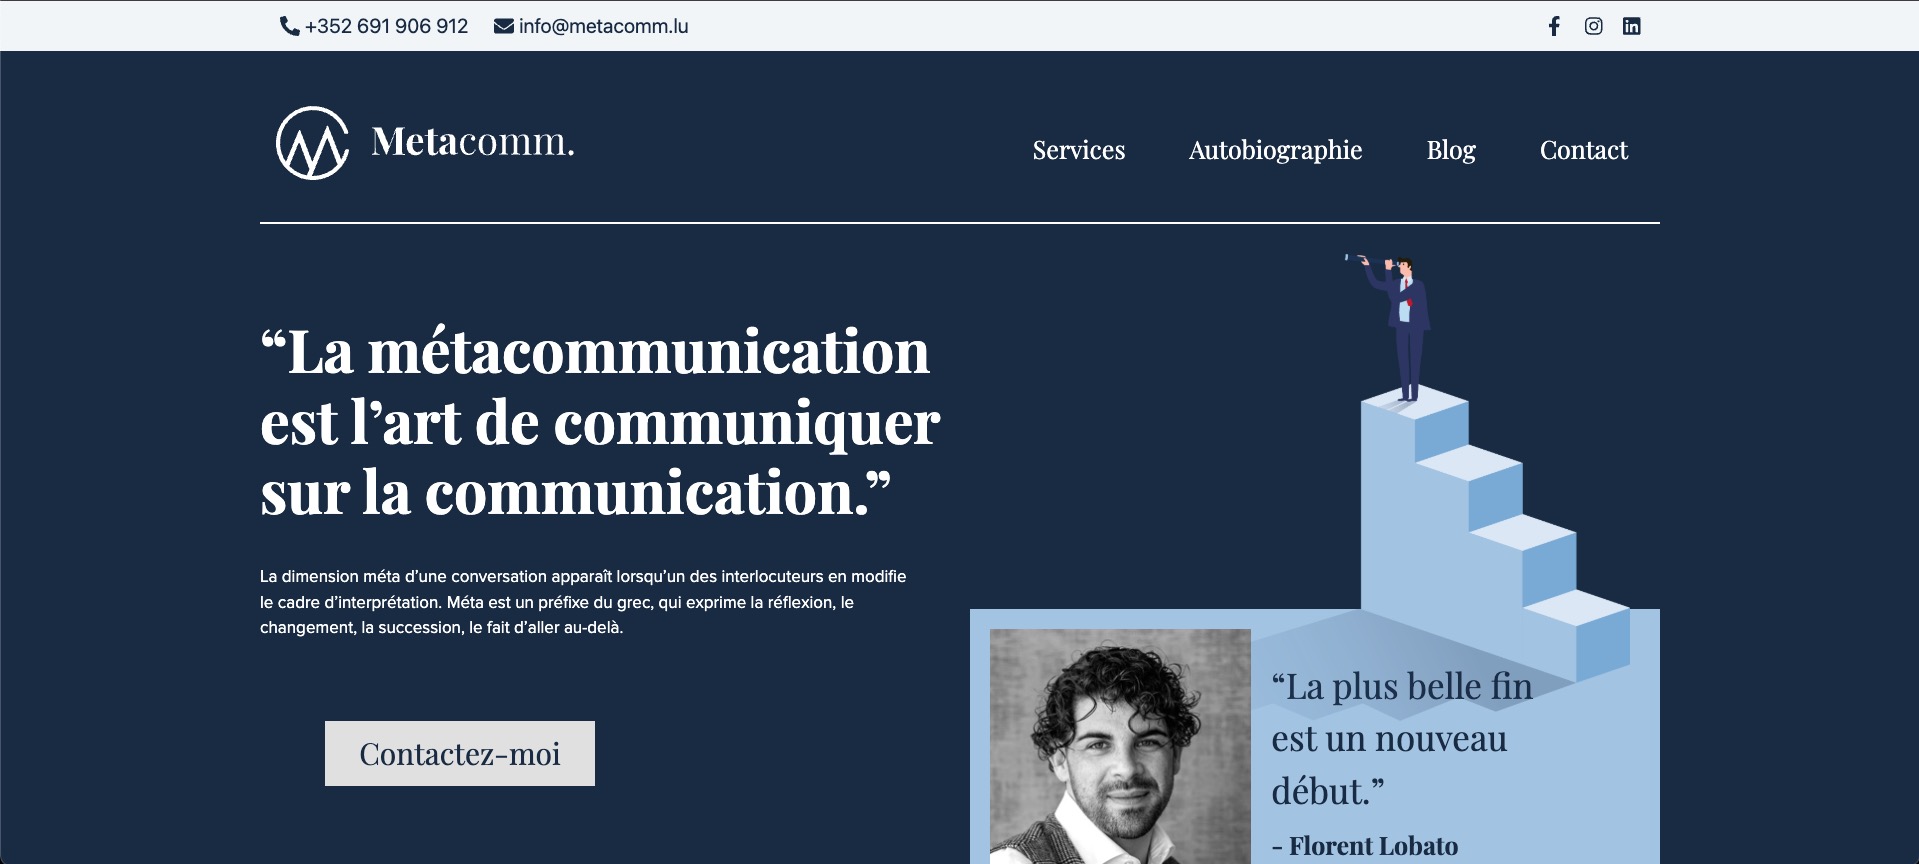 +352 691 906 912 info@metacomm.lu
Metacomm.
Services Autobiographie Blog Contact
“La métacommunication
est l’art de communiquer
sur la communication.”
La dimension méta d’une conversation apparaît lorsqu’un des interlocuteurs en modifie
le cadre d’interprétation. Méta est un préfixe du grec, qui exprime la réflexion, le
changement, la succession, le fait d’aller au-delà.
Contactez-moi
“La plus belle fin
est un nouveau
début.”
- Florent Lobato